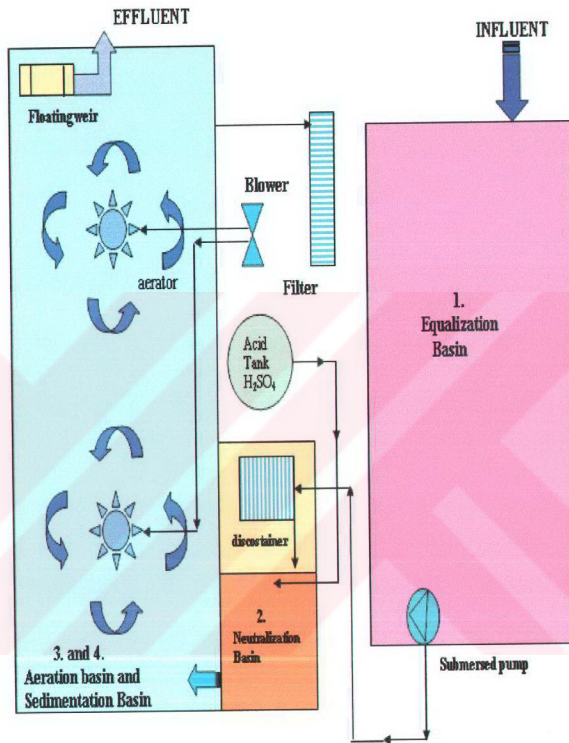 EFFLUENT
INFLUENT
Floatingweir
Blower
aerator
Filter
1.
Equalization
Basin
Acid
Tank
H₂SO₄
discostainer
2.
Neutralization
Basin
3. and 4.
Aeration basin and
Sedimentation Basin
Submersed pump